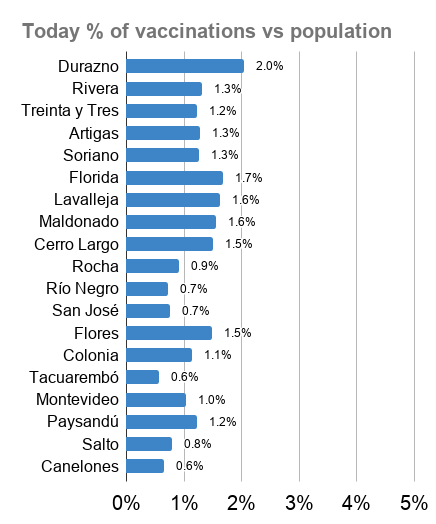 Today % of vaccinations vs population
Durazno 2.0%
Rivera 1.3%
Treinta y Tres 1.2%
Artigas 1.3%
Soriano 1.3%
Florida 1.7%
Lavalleja 1.6%
Maldonado 1.6%
Cerro Largo 1.5%
Rocha 0.9%
Río Negro 0.7%
San José 0.7%
Flores 1.5%
Colonia 1.1%
Tacuarembó 0.6%
Montevideo 1.0%
Paysandú 1.2%
Salto 0.8%
Canelones 0.6%
0% 1% 2% 3% 4% 5%